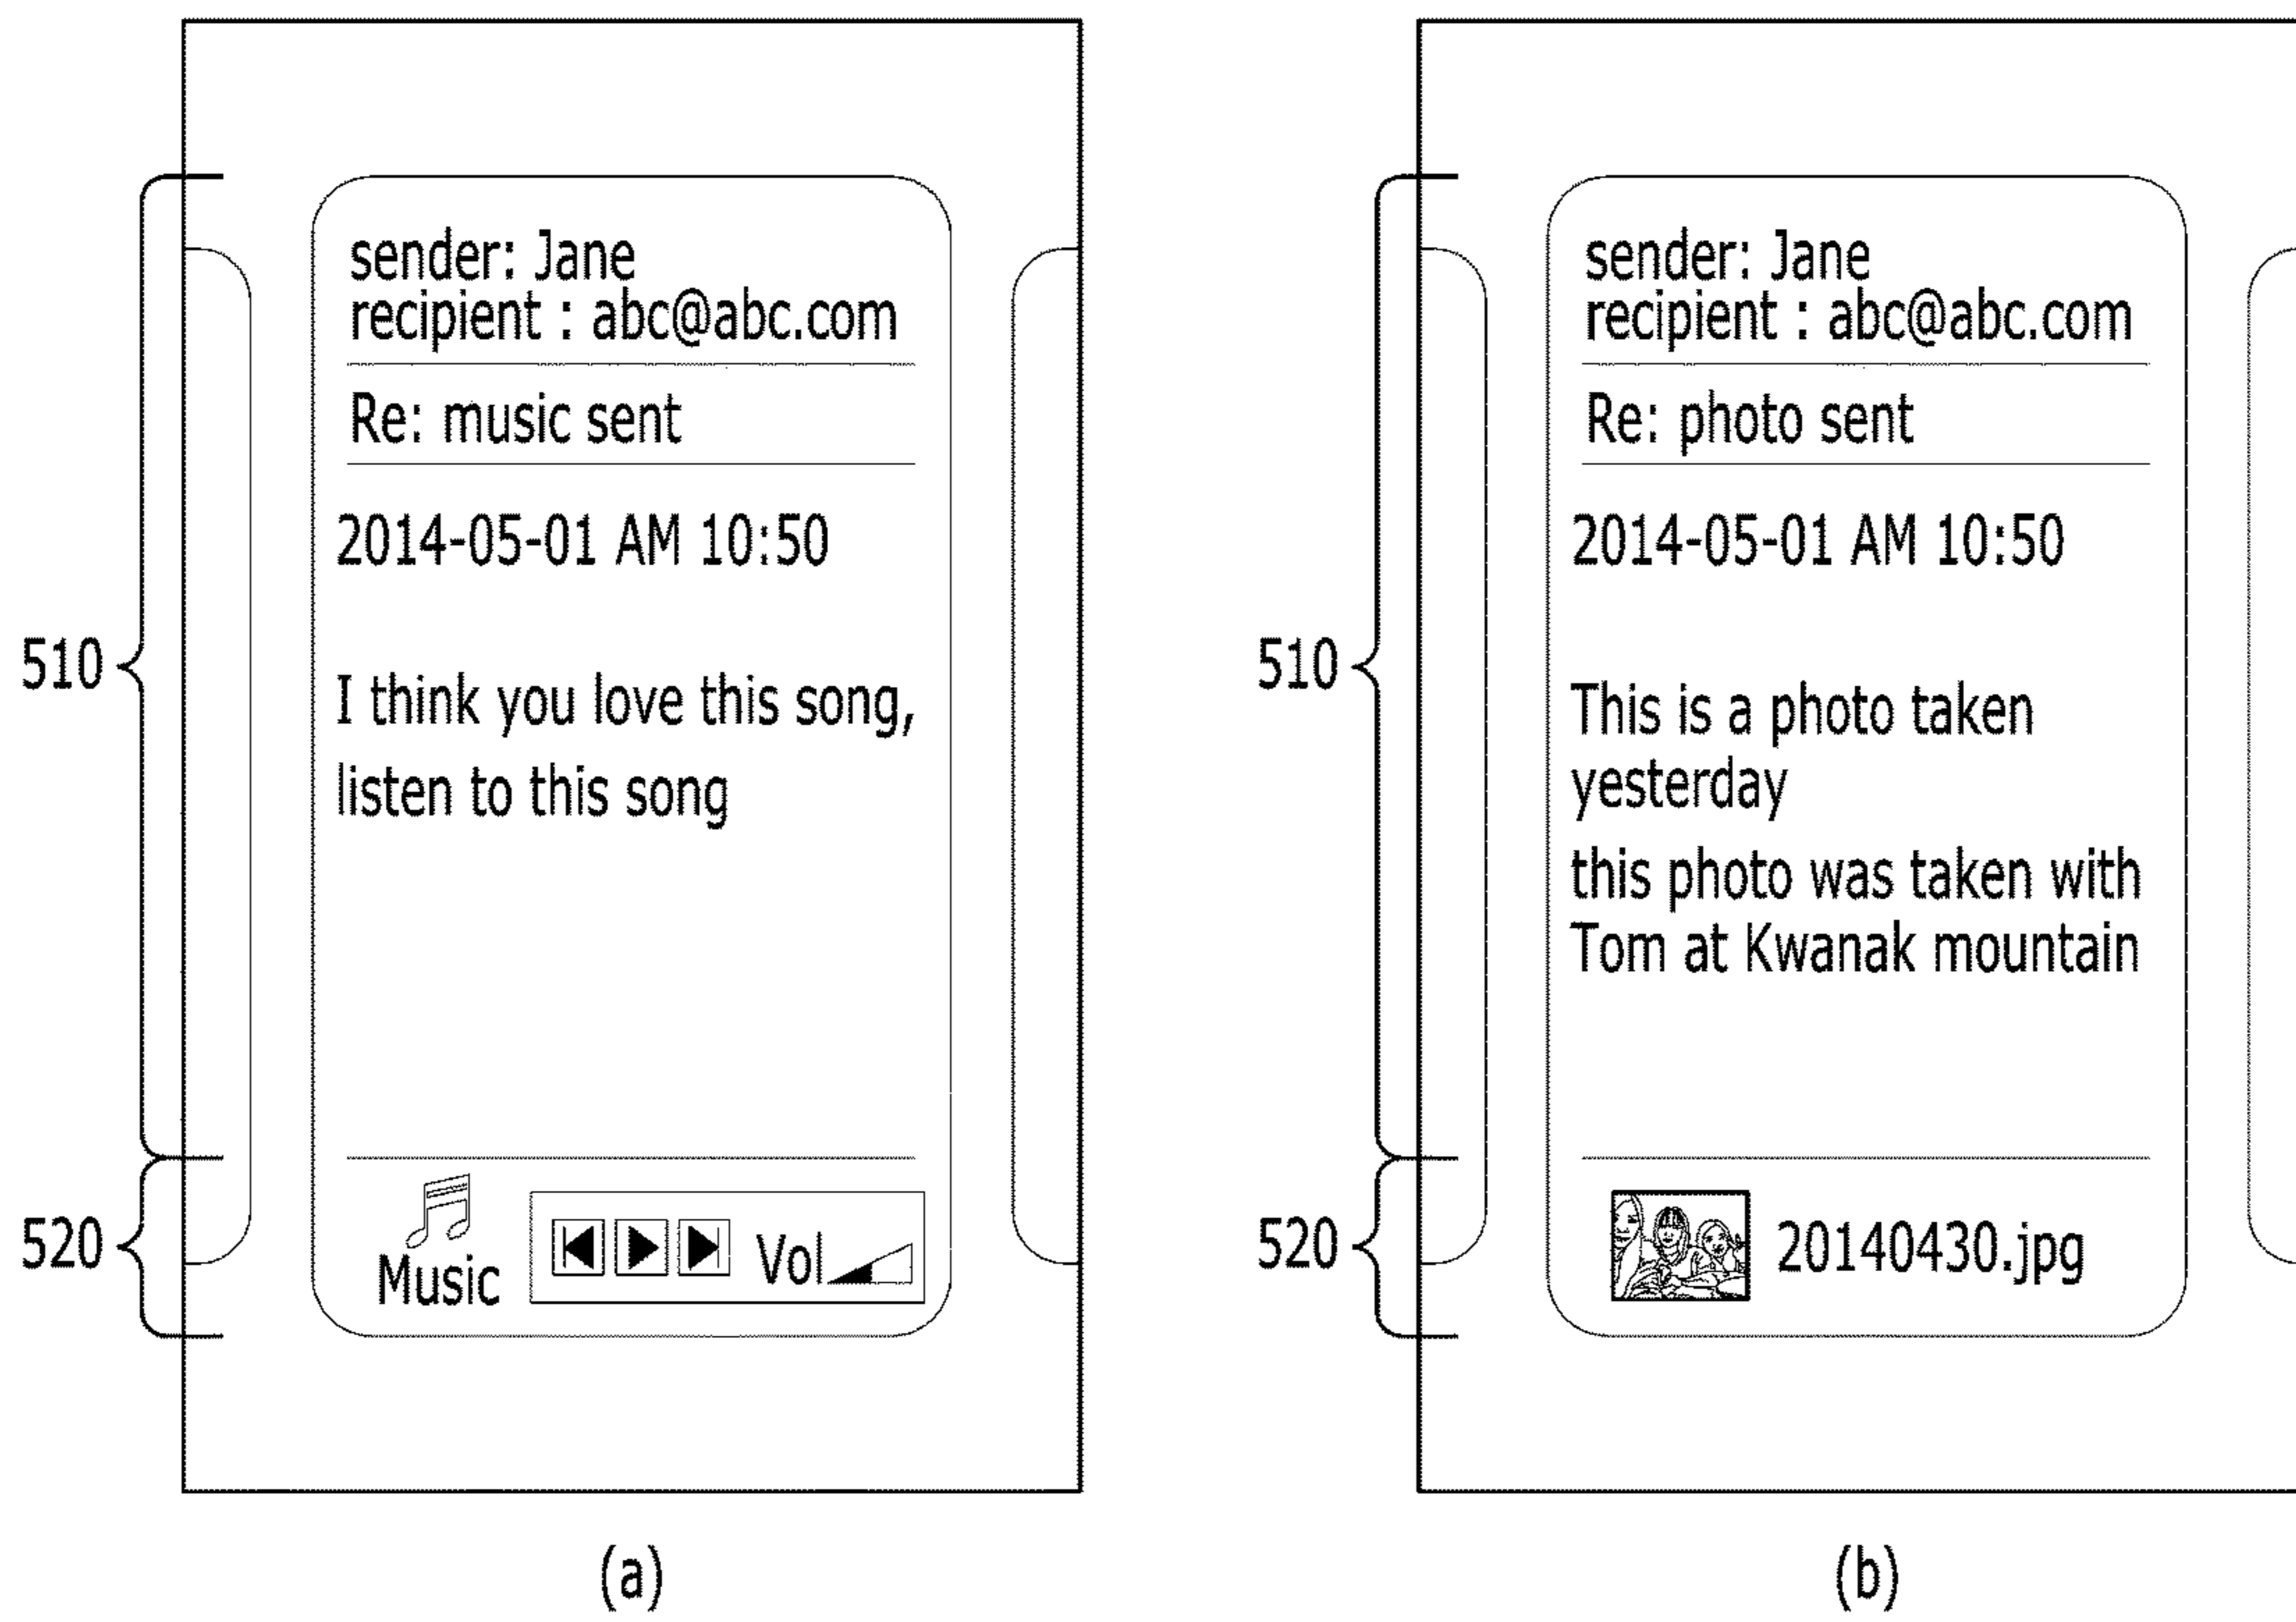 sender: Jane
recipient : abc@abc.com
Re: music sent
2014-05-01 AM 10:50
510
I think you love this song,
listen to this song
520
Music
Vol
(a)
sender: Jane
recipient : abc@abc.com
Re: photo sent
2014-05-01 AM 10:50
510
This is a photo taken
yesterday
this photo was taken with
Tom at Kwanak mountain
520
20140430.jpg
(b)